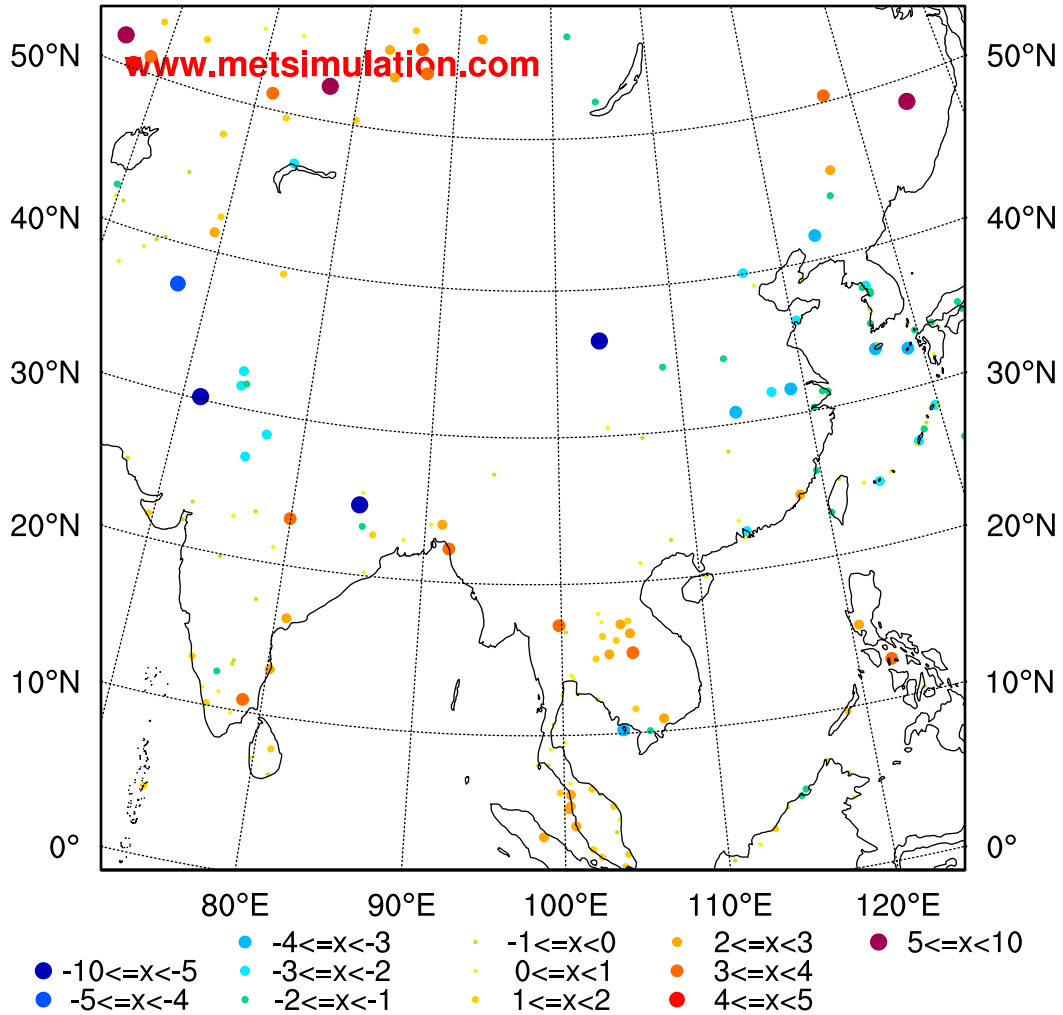 50°N 50°N
www.metsimulation.com
40°N 40°N
30°N 30°N
20°N 20°N
10°N 10°N
0° 0°
80°E 90°E 100°E 110°E 120°E
-4<=x<-3 -1<=x<0 2<=x<3 5<=x<10
-10<=x<-5 -3<=x<-2 0<=x<1 3<=x<4
-5<=x<-4 -2<=x<-1 1<=x<2 4<=x<5